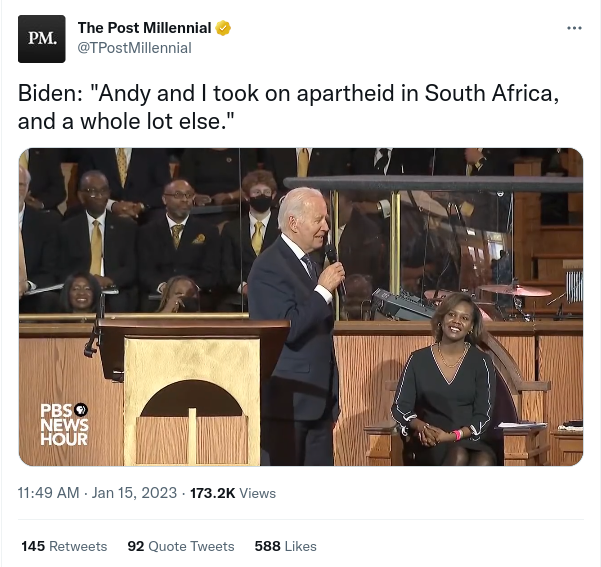 PM.
The Post Millennial
@TPostMillennial
Biden: "Andy and I took on apartheid in South Africa,
and a whole lot else."
PBS
NEWS
HOUR
11:49 AM · Jan 15, 2023 · 173.2K Views
145 Retweets 92 Quote Tweets 588 Likes